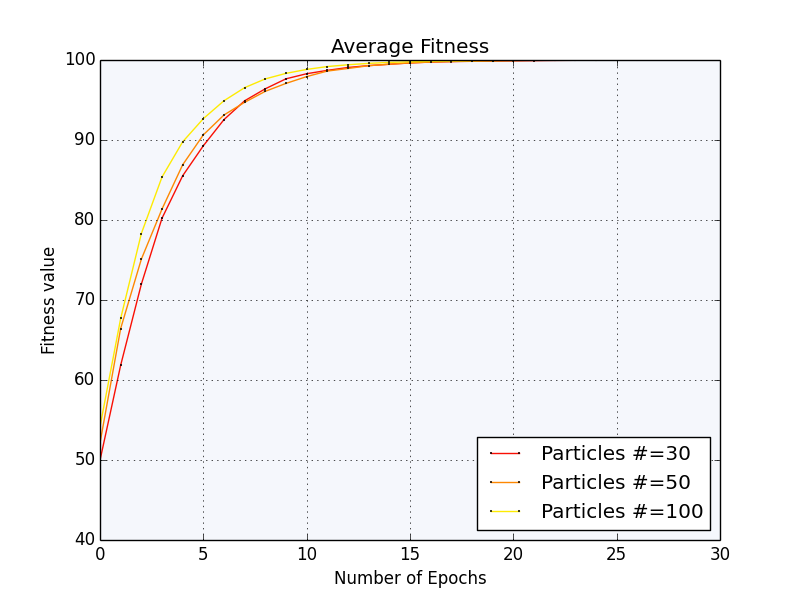 Average Fitness
Fitness value
100
90
80
70
60
50
40
0 5 10 15 20 25 30
Number of Epochs
Particles #=30
Particles #=50
Particles #=100